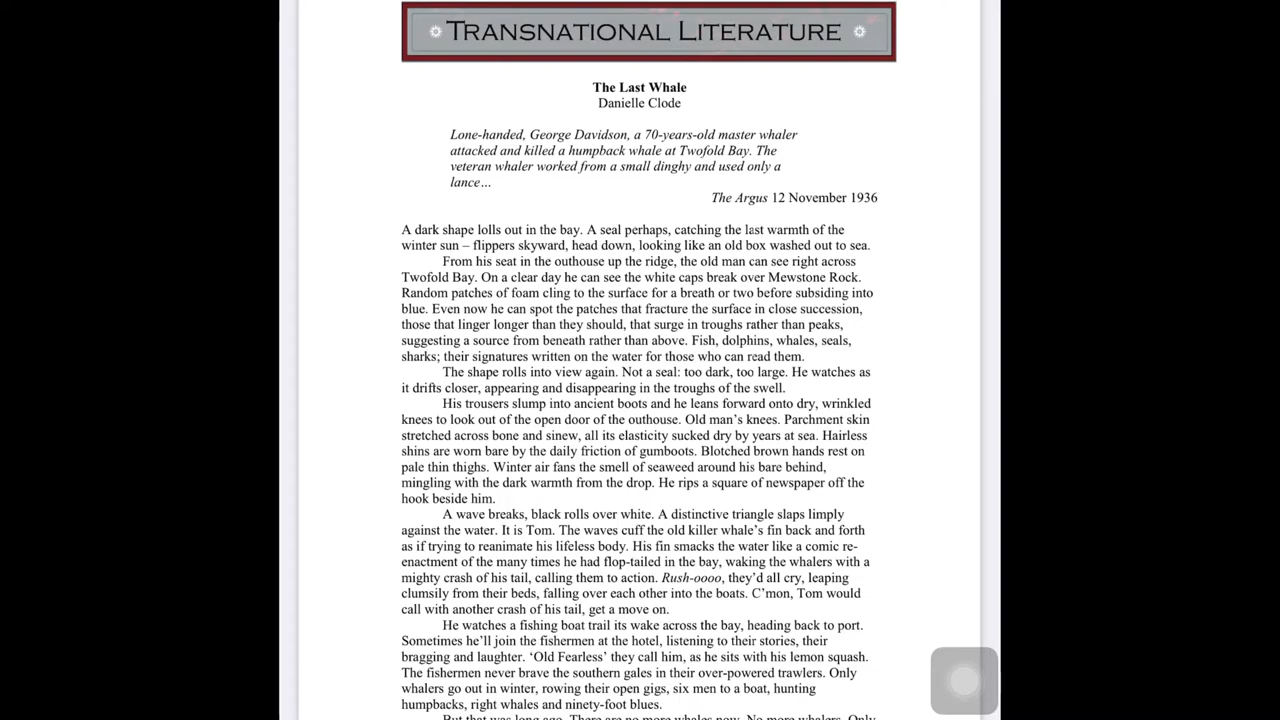 TRANSNATIONAL LITERATURE
The Last Whale
Danielle Clode
Lone-handed, George Davidson, a 70-years-old master whaler
attacked and killed a humpback whale at Twofold Bay. The
veteran whaler worked from a small dinghy and used only a
lance…
The Argus 12 November 1936
A dark shape lolls out in the bay. A seal perhaps, catching the last warmth of the
winter sun – flippers skyward, head down, looking like an old box washed out to sea.
From his seat in the outhouse up the ridge, the old man can see right across
Twofold Bay. On a clear day he can see the white caps break over Mewstone Rock.
Random patches of foam cling to the surface for a breath or two before subsiding into
blue. Even now he can spot the patches that fracture the surface in close succession,
those that linger longer than they should, that surge in troughs rather than peaks,
suggesting a source from beneath rather than above. Fish, dolphins, whales, seals,
sharks; their signatures written on the water for those who can read them.
The shape rolls into view again. Not a seal: too dark, too large. He watches as
it drifts closer, appearing and disappearing in the troughs of the swell.
His trousers slump into ancient boots and he leans forward onto dry, wrinkled
knees to look out of the open door of the outhouse. Old man’s knees. Parchment skin
stretched across bone and sinew, all its elasticity sucked dry by years at sea. Hairless
shins are worn bare by the daily friction of gumboots. Blotched brown hands rest on
pale thin thighs. Winter air fans the smell of seaweed around his bare behind,
mingling with the dark warmth from the drop. He rips a square of newspaper off the
hook beside him.
A wave breaks, black rolls over white. A distinctive triangle slaps limply
against the water. It is Tom. The waves cuff the old killer whale’s fin back and forth
as if trying to reanimate his lifeless body. His fin smacks the water like a comic re-
enactment of the many times he had flop-tailed in the bay, waking the whalers with a
mighty crash of his tail, calling them to action. Rush-oooo, they’d all cry, leaping
clumsily from their beds, falling over each other into the boats. C’mon, Tom would
call with another crash of his tail, get a move on.
He watches a fishing boat trail its wake across the bay, heading back to port.
Sometimes he’ll join the fishermen at the hotel, listening to their stories, their
bragging and laughter. ‘Old Fearless’ they call him, as he sits with his lemon squash.
The fishermen never brave the southern gales in their over-powered trawlers. Only
whalers go out in winter, rowing their open gigs, six men to a boat, hunting
humpbacks, right whales and ninety-foot blues.
But that was long ago. There are no more whales now. No more whalers. Only